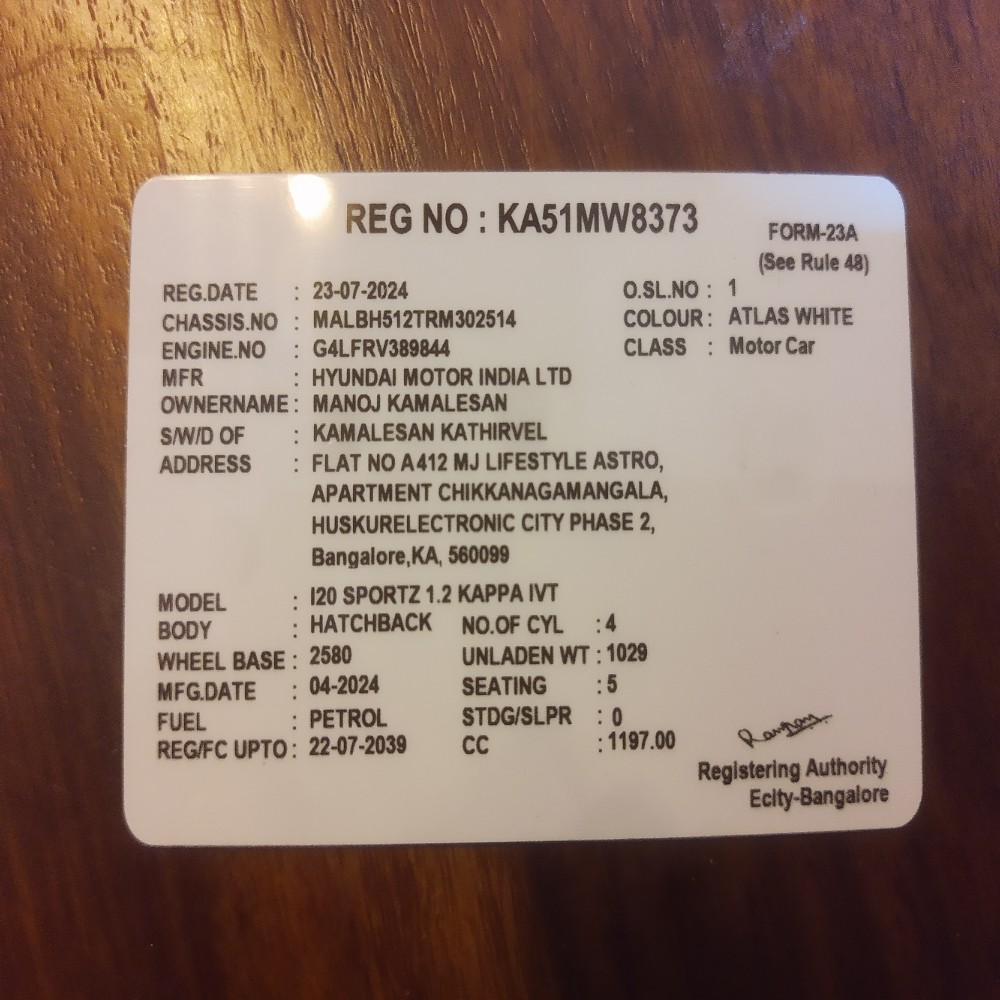 REG NO : KA51MW8373
FORM-23A
(See Rule 48)
REG.DATE : 23-07-2024 O.SL.NO : 1
CHASSIS.NO : MALBH512TRM302514 COLOUR : ATLAS WHITE
ENGINE.NO : G4LFRV389844 CLASS : Motor Car
MFR : HYUNDAI MOTOR INDIA LTD
OWNERNAME : MANOJ KAMALESAN
S/W/D OF : KAMALESAN KATHIRVEL
ADDRESS : FLAT NO A412 MJ LIFESTYLE ASTRO,
APARTMENT CHIKKANAGAMANGALA,
HUSKURELECTRONIC CITY PHASE 2,
Bangalore,KA, 560099
MODEL : I20 SPORTZ 1.2 KAPPA IVT
BODY : HATCHBACK NO.OF CYL : 4
WHEEL BASE : 2580 UNLADEN WT : 1029
MFG.DATE : 04-2024 SEATING : 5
FUEL : PETROL STDG/SLPR : 0
REG/FC UPTO : 22-07-2039 CC : 1197.00
Registering Authority
Ecity-Bangalore